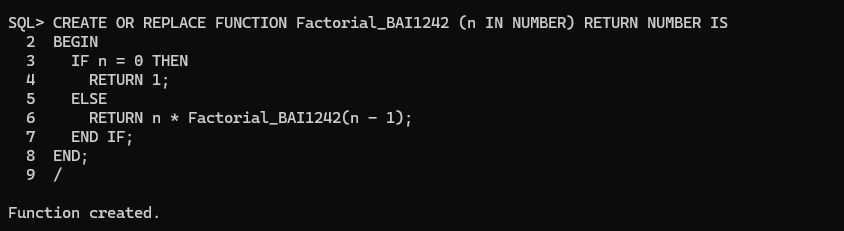 SQL> CREATE OR REPLACE FUNCTION Factorial_BAI1242 (n IN NUMBER) RETURN NUMBER IS
  2  BEGIN
  3    IF n = 0 THEN
  4      RETURN 1;
  5    ELSE
  6      RETURN n * Factorial_BAI1242(n - 1);
  7    END IF;
  8  END;
  9  /

Function created.